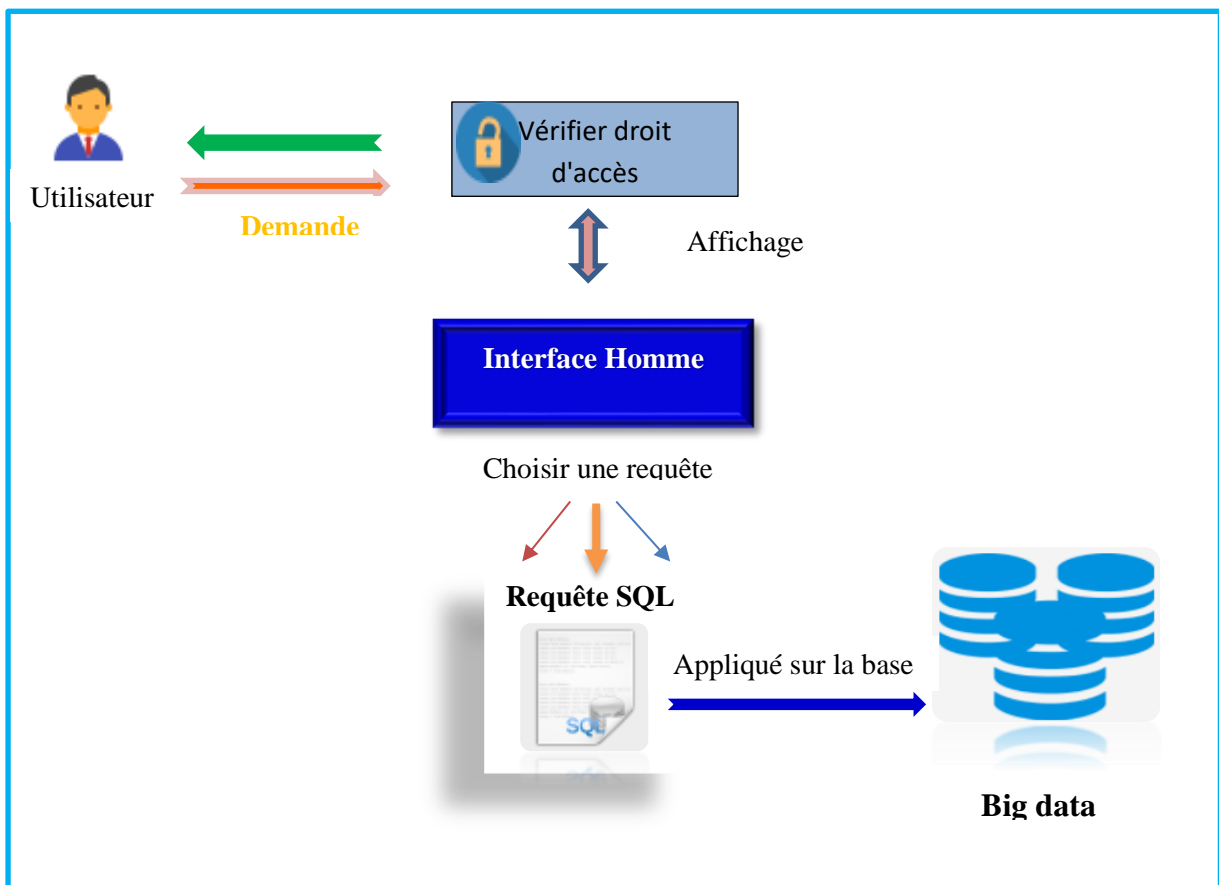 Vérifier droit
d'accès
Utilisateur
Demande
Affichage
Interface Homme
Choisir une requête
Requête SQL
SQL
Appliqué sur la base
Big data